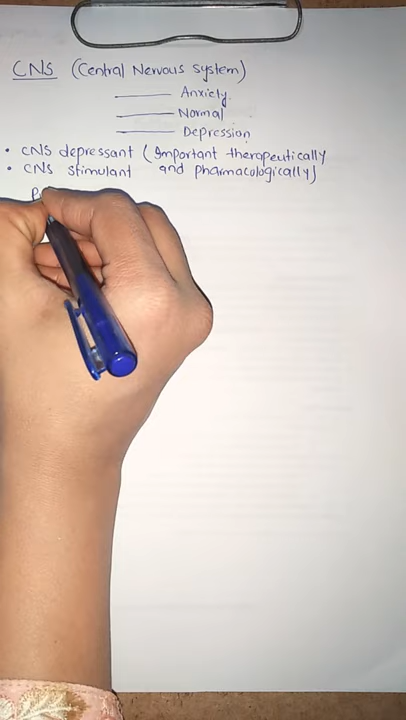 CNS (Central Nervous system)
Anxiety.
Normal
Depression
• CNS depressant (Important therapeutically
• CNS stimulant and pharmacologically)